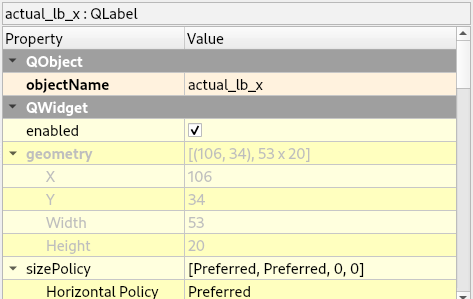 actual_lb_x : QLabel
Property Value
QObject
objectName actual_lb_x
QWidget
enabled
geometry [(106, 34), 53 x 20]
X 106
Y 34
Width 53
Height 20
sizePolicy [Preferred, Preferred, 0, 0]
Horizontal Policy Preferred